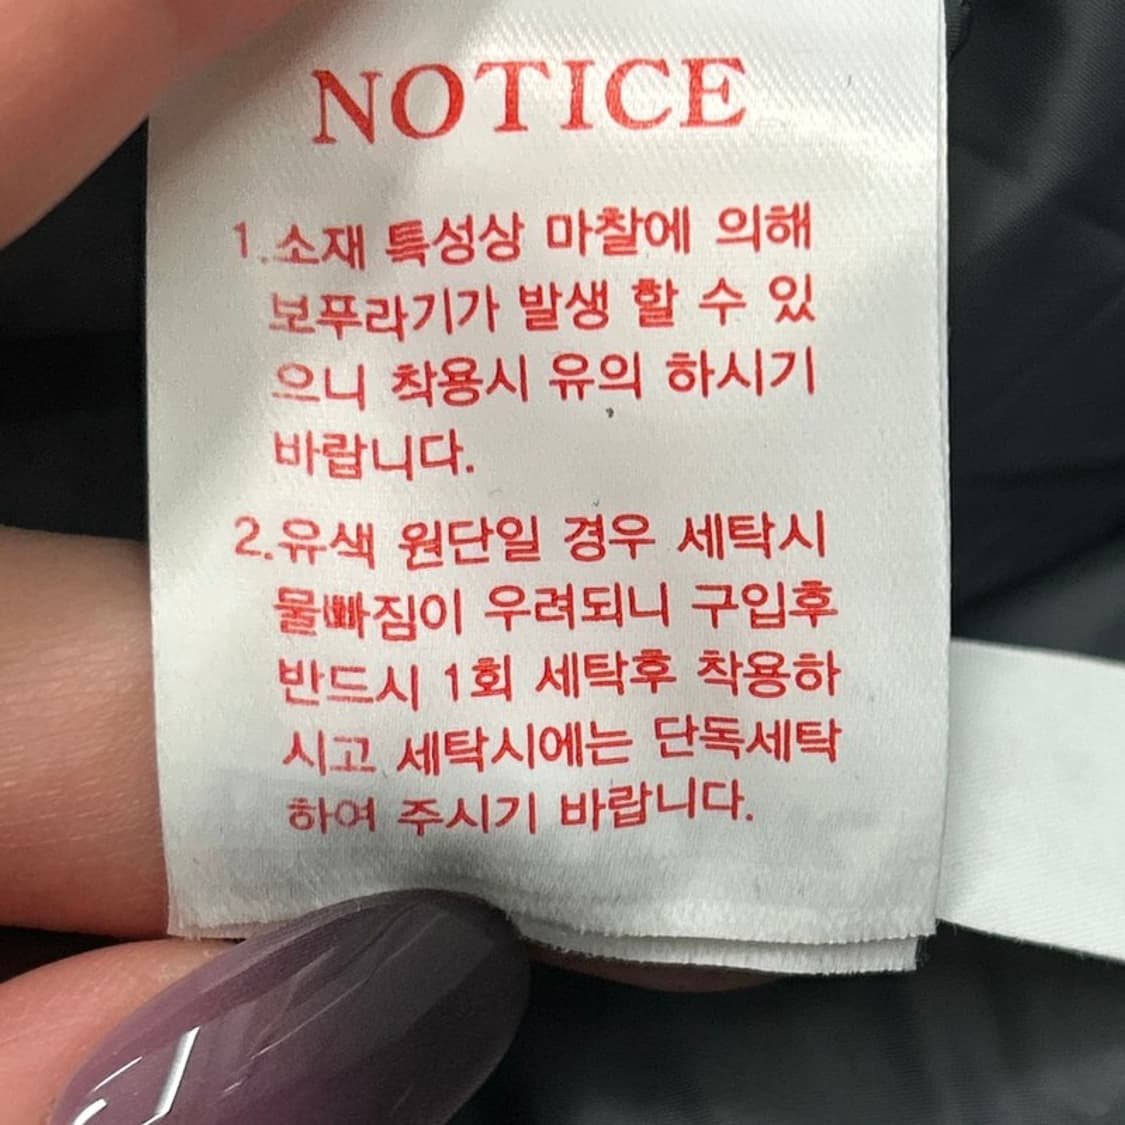 NOTICE
1.소재 특성상 마찰에 의해
보푸라기가 발생 할 수 있
으니 착용시 유의 하시기
바랍니다.
2.유색 원단일 경우 세탁시
물빠짐이 우려되니 구입후
반드시 1회 세탁후 착용하
시고 세탁시에는 단독세탁
하여 주시기 바랍니다.